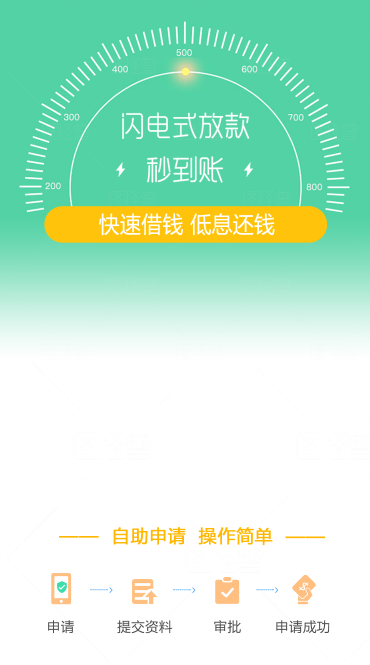 500
400 600
300 700
200 800
闪电式放款
秒到账
快速借钱 低息还钱
自助申请 操作简单
申请 提交资料 审批 申请成功